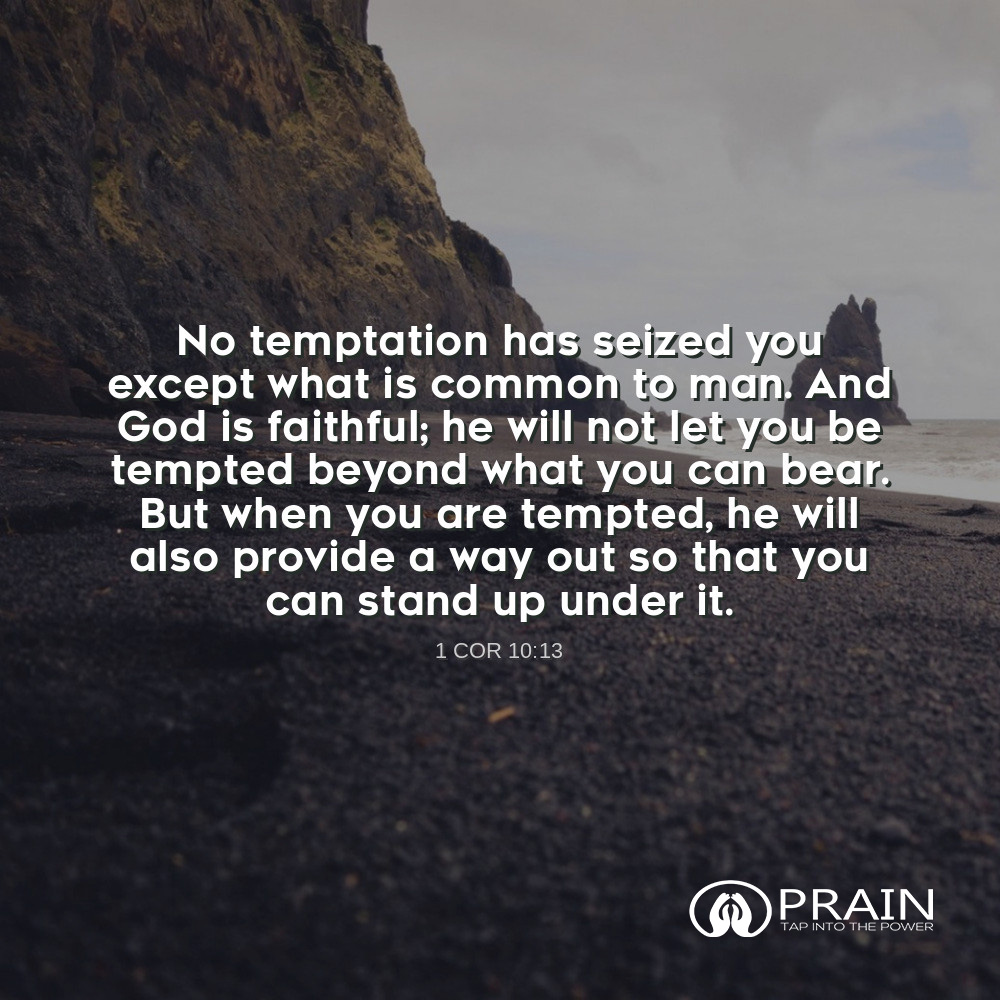 No temptation has seized you
except what is common to man. And
God is faithful; he will not let you be
tempted beyond what you can bear.
But when you are tempted, he will
also provide a way out so that you
can stand up under it.
1 COR 10:13
PRAIN
TAP INTO THE POWER